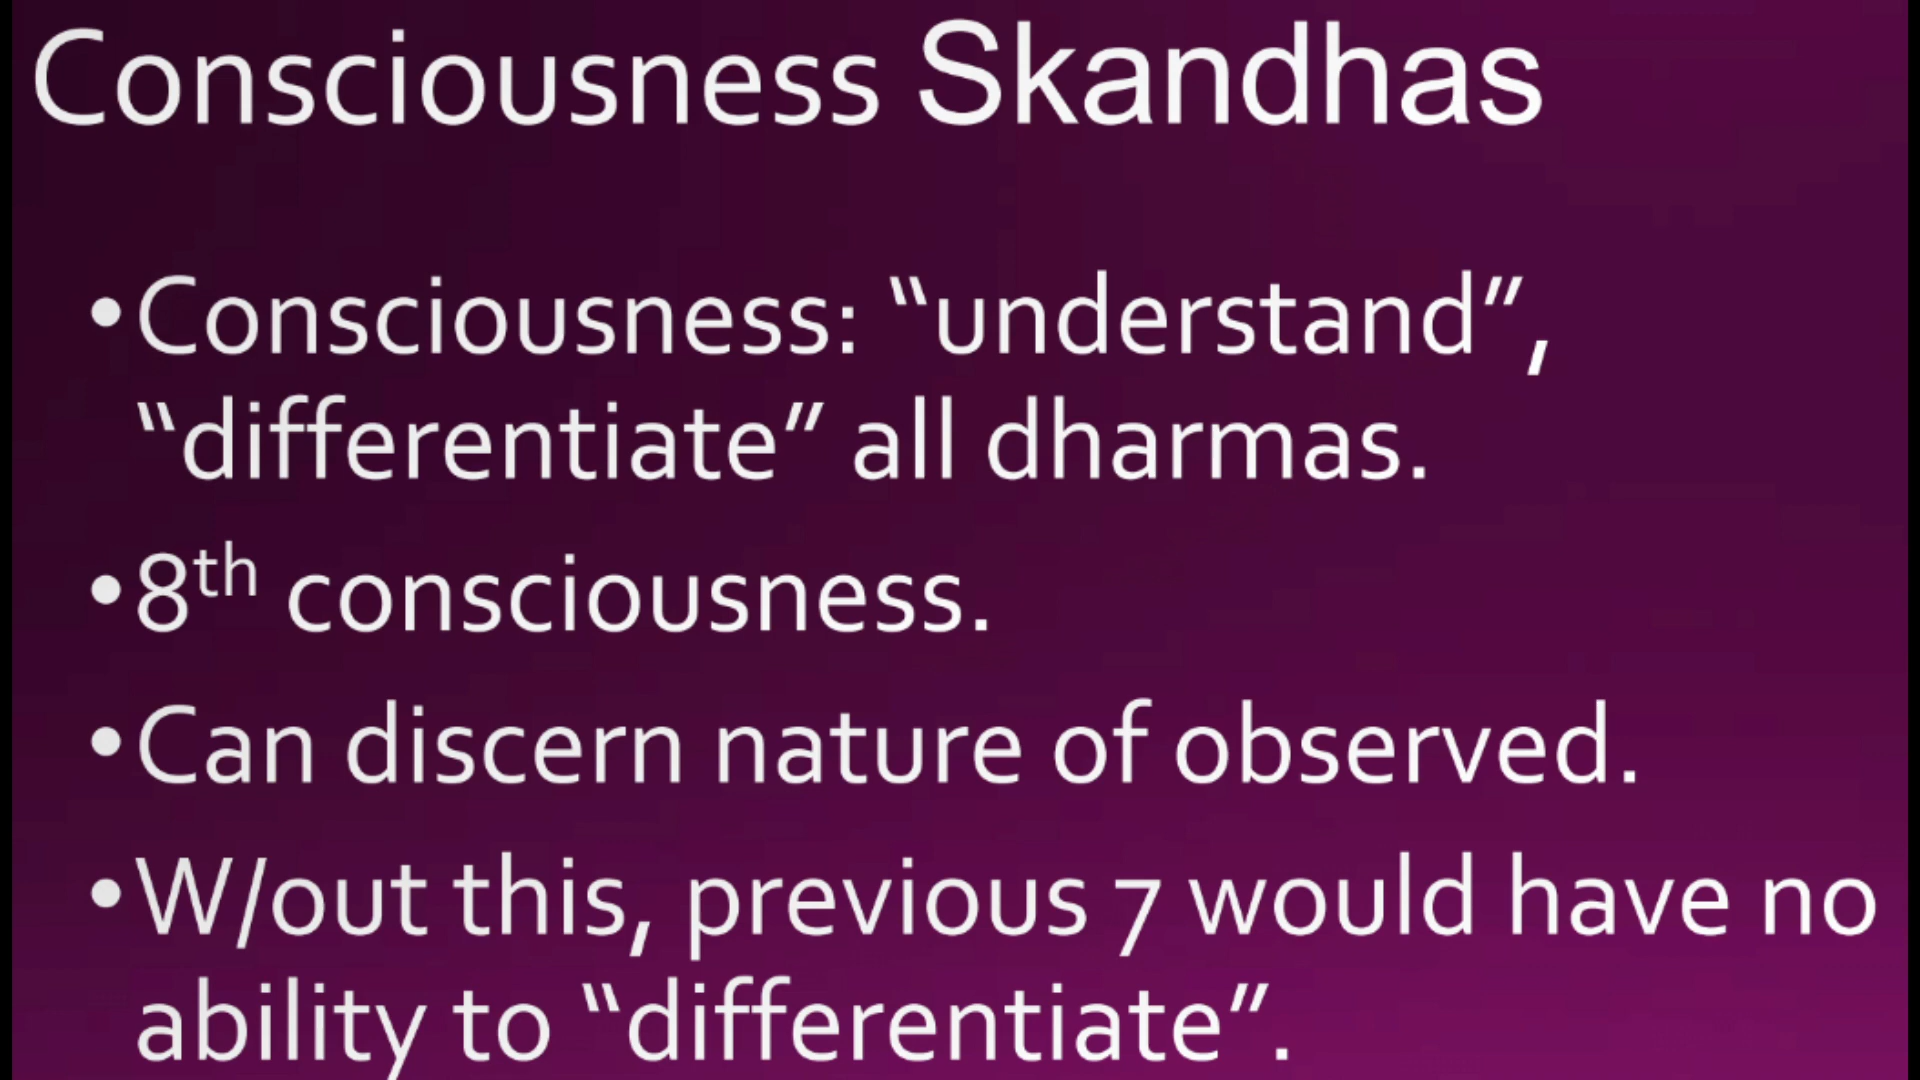 Consciousness Skandhas
•Consciousness: “understand”,
“differentiate” all dharmas.
•8th consciousness.
•Can discern nature of observed.
•W/out this, previous 7 would have no
ability to “differentiate”.